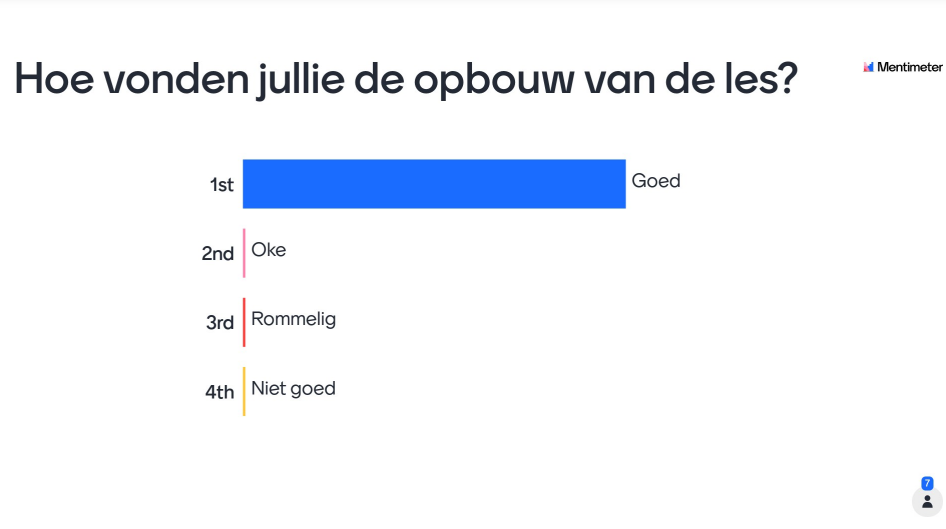 Hoe vonden jullie de opbouw van de les?
Mentimeter
1st Goed
2nd Oke
3rd Rommelig
4th Niet goed
7